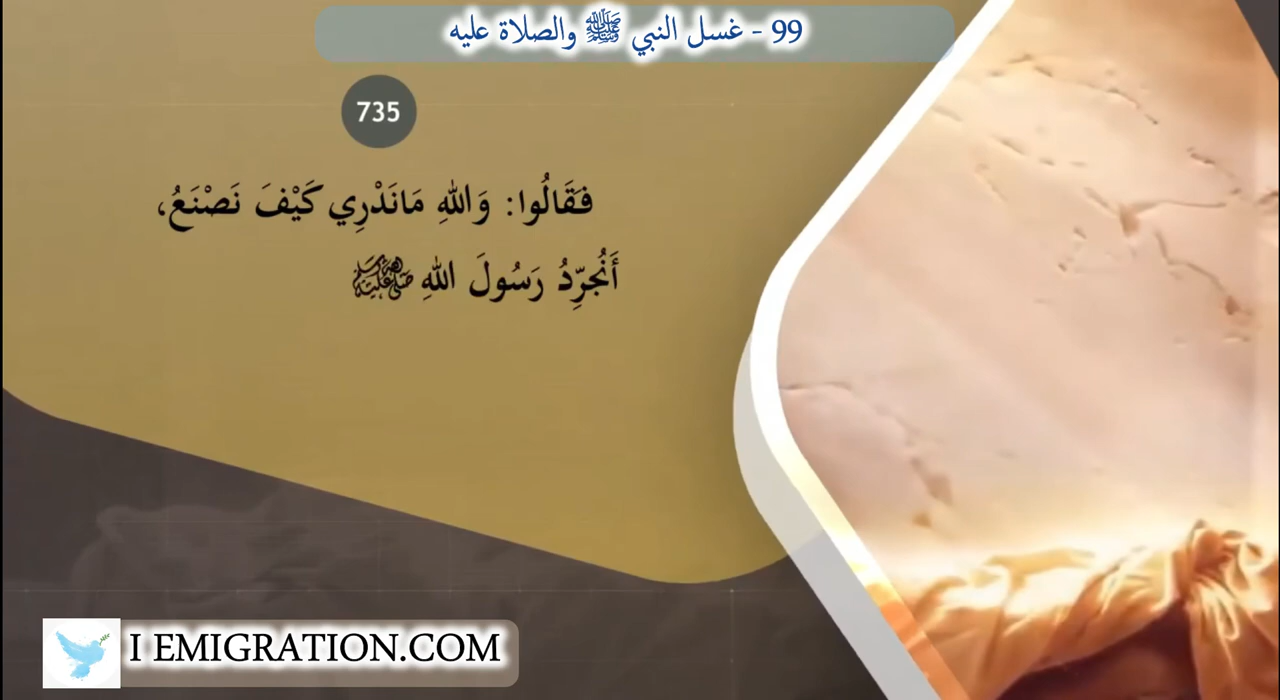 99 - غسل النبي ﷺ والصلاة عليه
735
فَقَالُوا: وَاللهِ مَانَدْرِي كَيْفَ نَصْنَعُ،
أَنُجَرِّدُ رَسُولَ اللهِ ﷺ
I EMIGRATION.COM